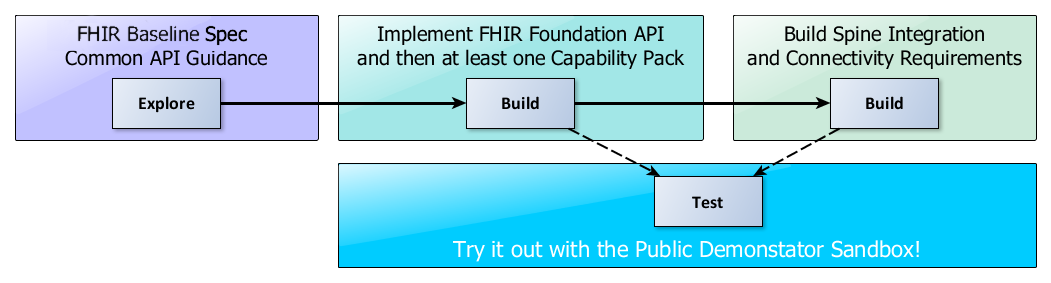 FHIR Baseline Spec
Common API Guidance
Explore
Implement FHIR Foundation API
and then at least one Capability Pack
Build
Build Spine Integration
and Connectivity Requirements
Build
Test
Try it out with the Public Demonstator Sandbox!